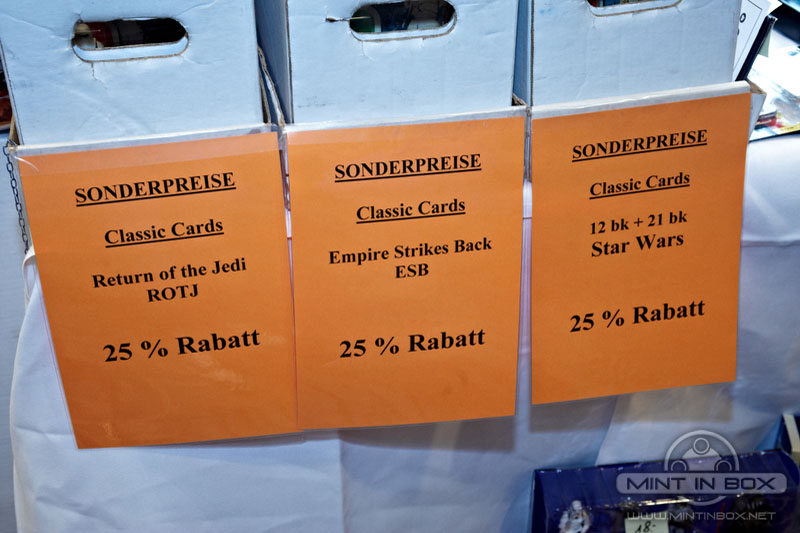 SONDERPREISE
Classic Cards
Return of the Jedi
ROTJ
25 % Rabatt
SONDERPREISE
Classic Cards
Empire Strikes Back
ESB
25 % Rabatt
SONDERPREISE
Classic Cards
12 bk + 21 bk
Star Wars
25 % Rabatt
MINT IN BOX
WWW.MINTINBOX.NET
18.-